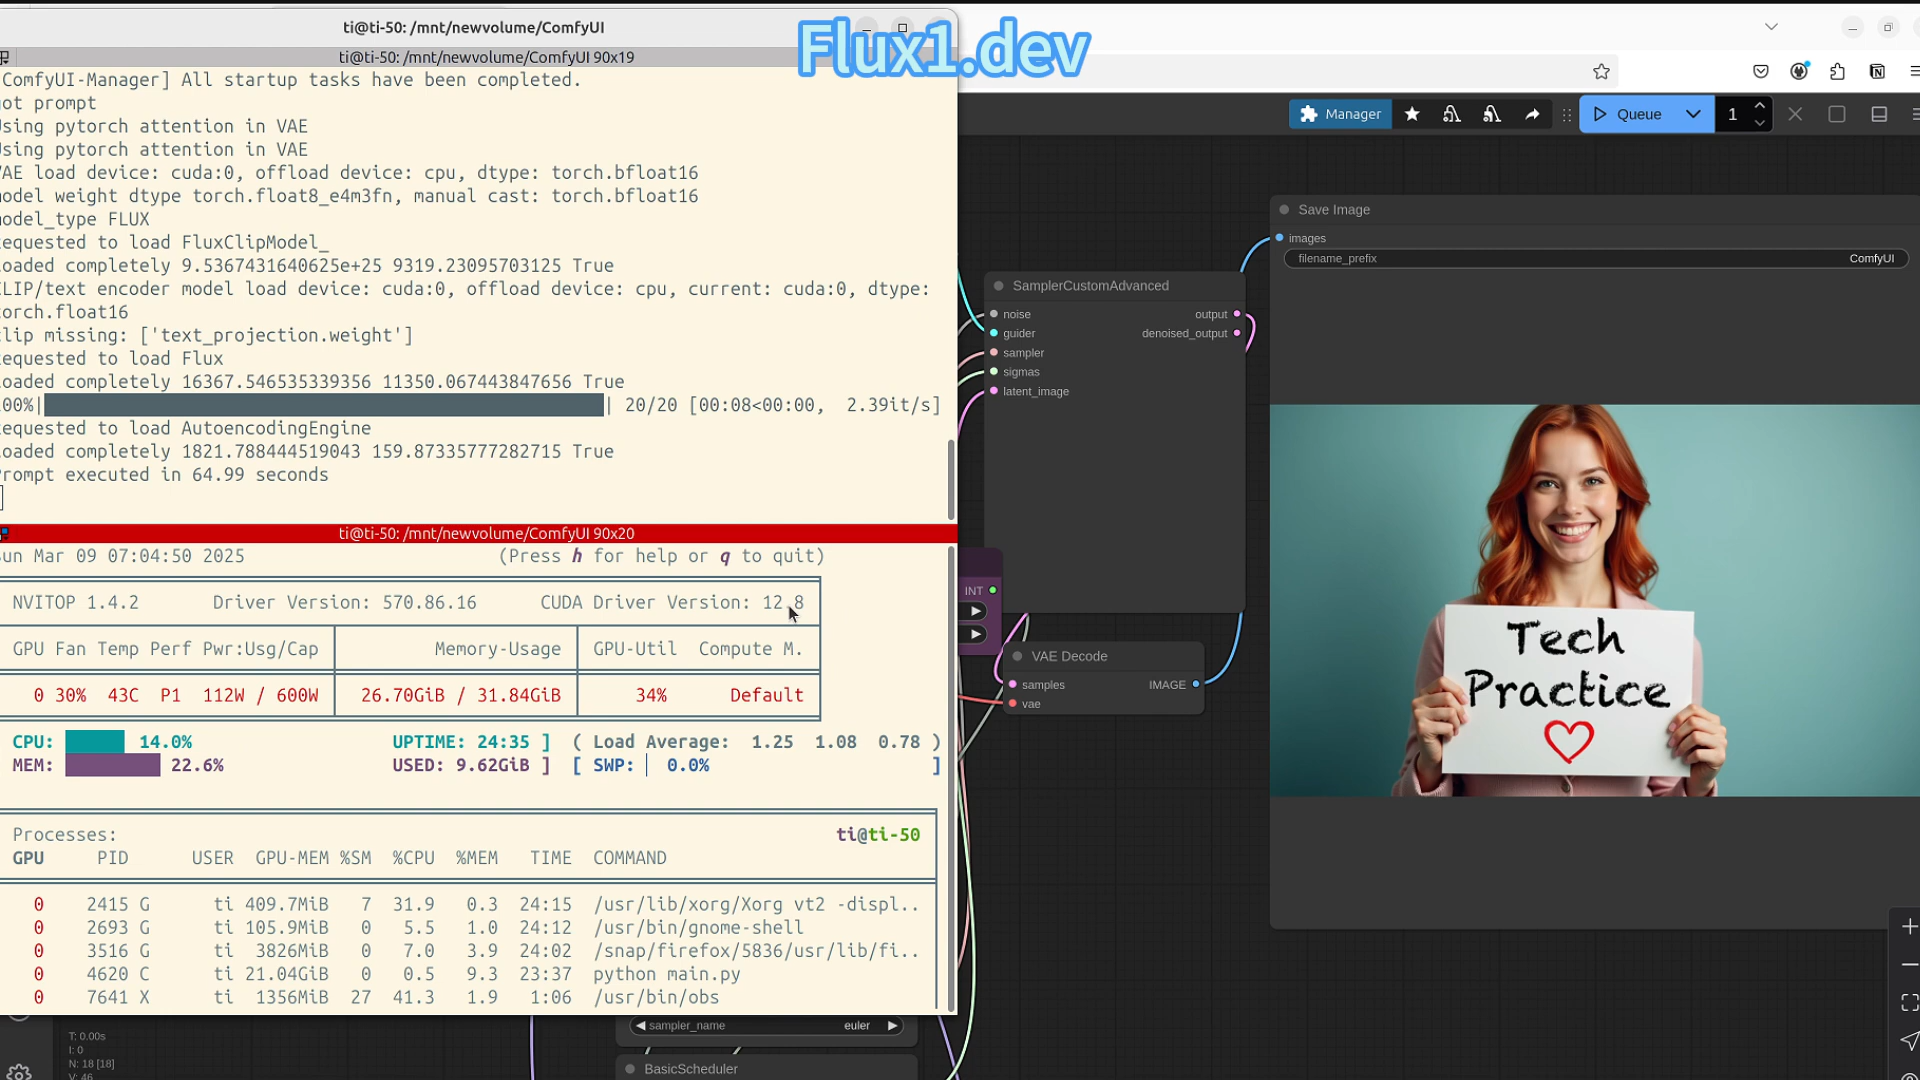 Flux1.dev
ti@ti-50: /mnt/newvolume/ComfyUI
ti@ti-50: /mnt/newvolume/ComfyUI 90x19
ComfyUI-Manager] All startup tasks have been completed.
ot prompt
sing pytorch attention in VAE
sing pytorch attention in VAE
VAE load device: cuda:0, offload device: cpu, dtype: torch.bfloat16
odel weight dtype torch.float8_e4m3fn, manual cast: torch.bfloat16
odel_type FLUX
equested to load FluxClipModel_
oaded completely 9.5367431640625e+25 9319.23095703125 True
LIP/text encoder model load device: cuda:0, offload device: cpu, current: cuda:0, dtype:
torch.float16
clip missing: ['text_projection.weight']
equested to load Flux
oaded completely 16367.546535339356 11350.067443847656 True
00%| | 20/20 [00:08<00:00, 2.39it/s]
equested to load AutoencodingEngine
oaded completely 1821.788444519043 159.87335777282715 True
Prompt executed in 64.99 seconds
ti@ti-50: /mnt/newvolume/ComfyUI 90x20
Sun Mar 09 07:04:50 2025 (Press h for help or q to quit)
NVITOP 1.4.2 Driver Version: 570.86.16 CUDA Driver Version: 12.8
GPU Fan Temp Perf Pwr:Usg/Cap Memory-Usage GPU-Util Compute M.
0 30% 43C P1 112W / 600W 26.70GiB / 31.84GiB 34% Default
CPU: 14.0% UPTIME: 24:35 ] ( Load Average: 1.25 1.08 0.78 )
MEM: 22.6% USED: 9.62GiB ] [ SWP: 0.0% ]
Processes: ti@ti-50
GPU PID USER GPU-MEM %SM %CPU %MEM TIME COMMAND
0 2415 G ti 409.7MiB 7 31.9 0.3 24:15 /usr/lib/xorg/Xorg vt2 -displ..
0 2693 G ti 105.9MiB 0 5.5 1.0 24:12 /usr/bin/gnome-shell
0 3516 G ti 3826MiB 0 7.0 3.9 24:02 /snap/firefox/5836/usr/lib/fi..
0 4620 C ti 21.04GiB 0 0.5 9.3 23:37 python main.py
0 7641 X ti 1356MiB 27 41.3 1.9 1:06 /usr/bin/obs
Manager
Queue
1
Save Image
images
filename_prefix ComfyUI
SamplerCustomAdvanced
noise output
guider denoised_output
sampler
sigmas
latent_image
INT
VAE Decode
samples IMAGE
vae
Tech
Practice
T: 0.00s
I: 0
N: 18 [18]
V: 46
sampler_name euler
BasicScheduler